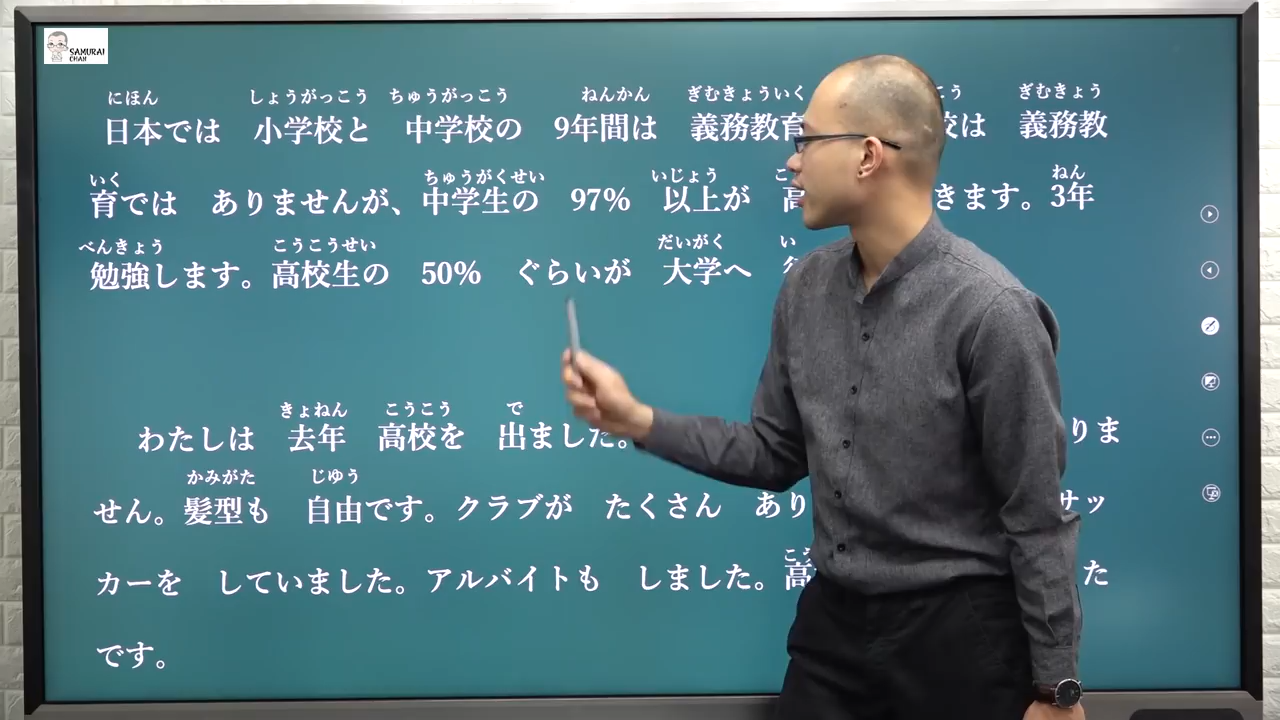 SAMURAI
CHAN
にほん しょうがっこう ちゅうがっこう ねんかん ぎむきょういく こう ぎむきょう
日本では 小学校と 中学校の 9年間は 義務教育 校は 義務教
いく ちゅうがくせい いじょう こ ねん
育では ありませんが、中学生の 97% 以上が 高 きます。3年
べんきょう こうこうせい だいがく い
勉強します。高校生の 50% ぐらいが 大学へ
きょねん こうこう で
わたしは 去年 高校を 出ました。 りま
かみがた じゆう
せん。髪型も 自由です。クラブが たくさん あり サッ
こう
カーを していました。アルバイトも しました。高 た
です。